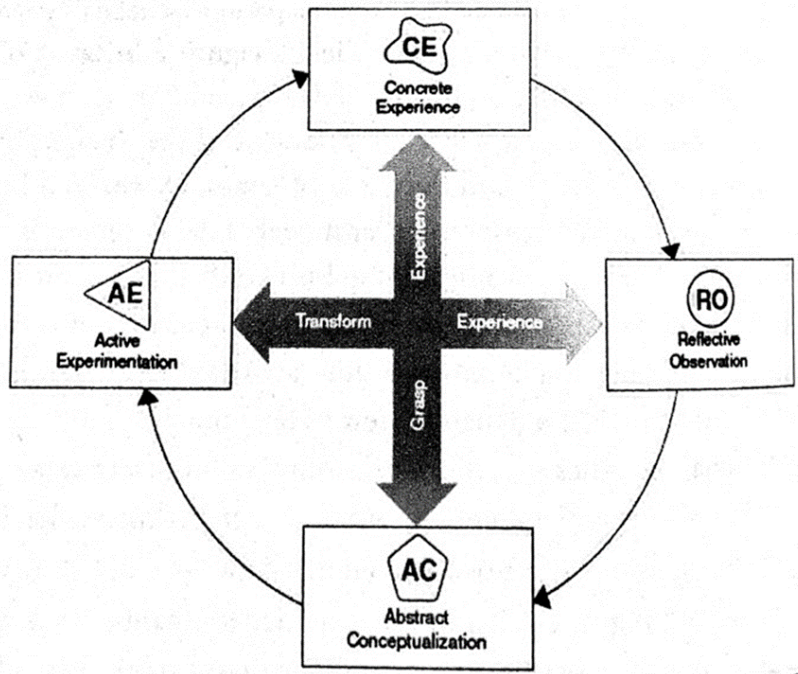 CE
Concrete
Experience
AE
Active
Experimentation
Experience
Transform
Experience
Grasp
RO
Reflective
Observation
AC
Abstract
Conceptualization